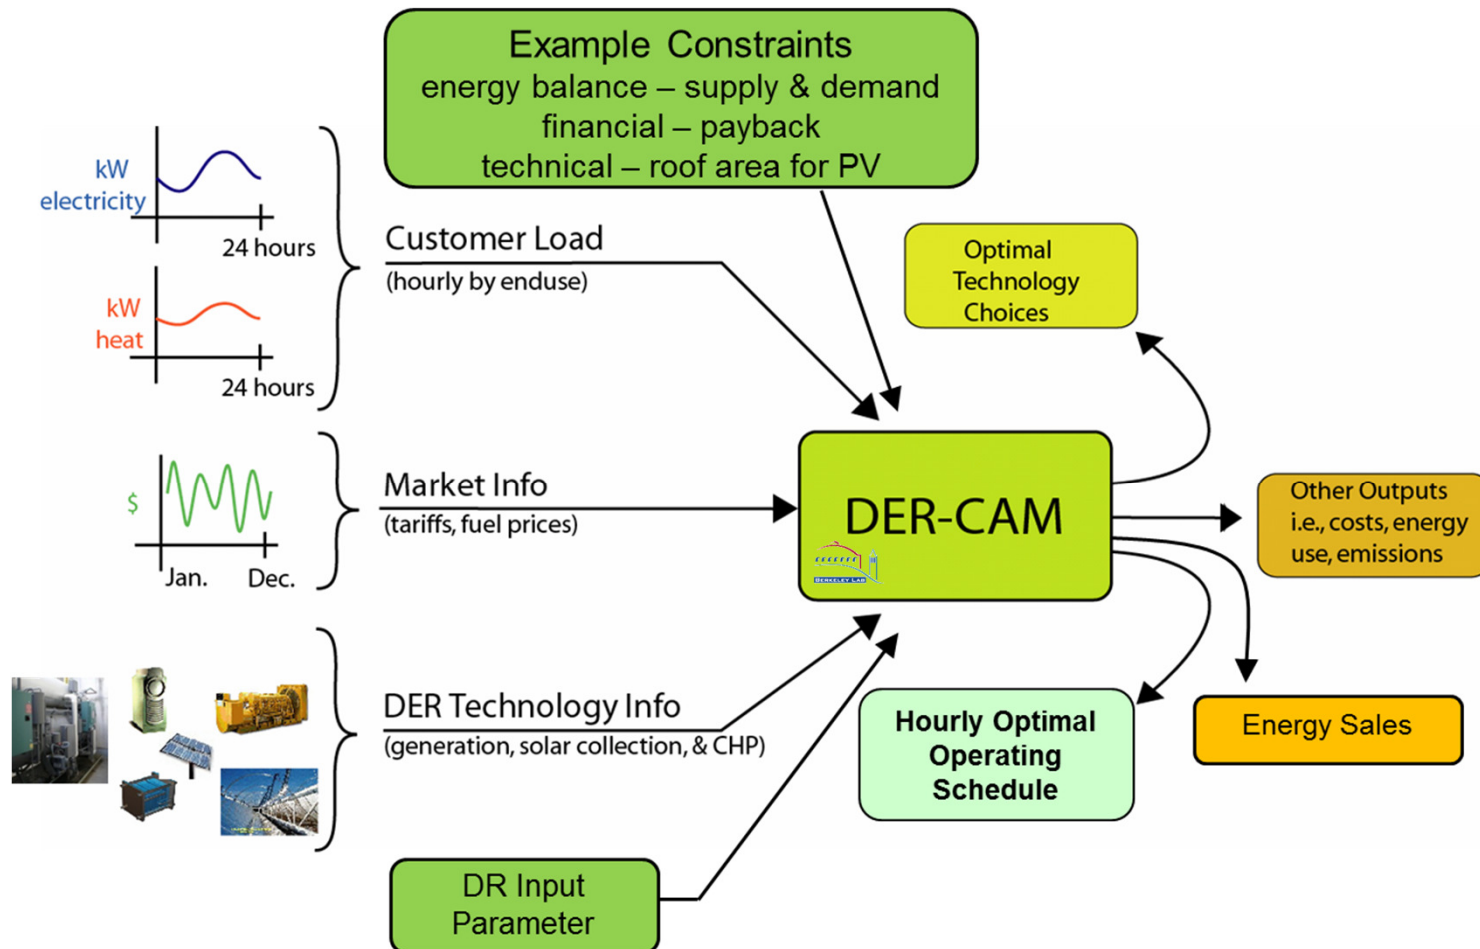 Example Constraints
energy balance – supply & demand
financial – payback
technical – roof area for PV
kW
electricity
24 hours
kW
heat
24 hours
Customer Load
(hourly by enduse)
Optimal
Technology
Choices
$
Jan.
Dec.
Market Info
(tariffs, fuel prices)
DER-CAM
BERKELEY LAB
Other Outputs
i.e., costs, energy
use, emissions
DER Technology Info
(generation, solar collection, & CHP)
Hourly Optimal
Operating
Schedule
Energy Sales
DR Input
Parameter